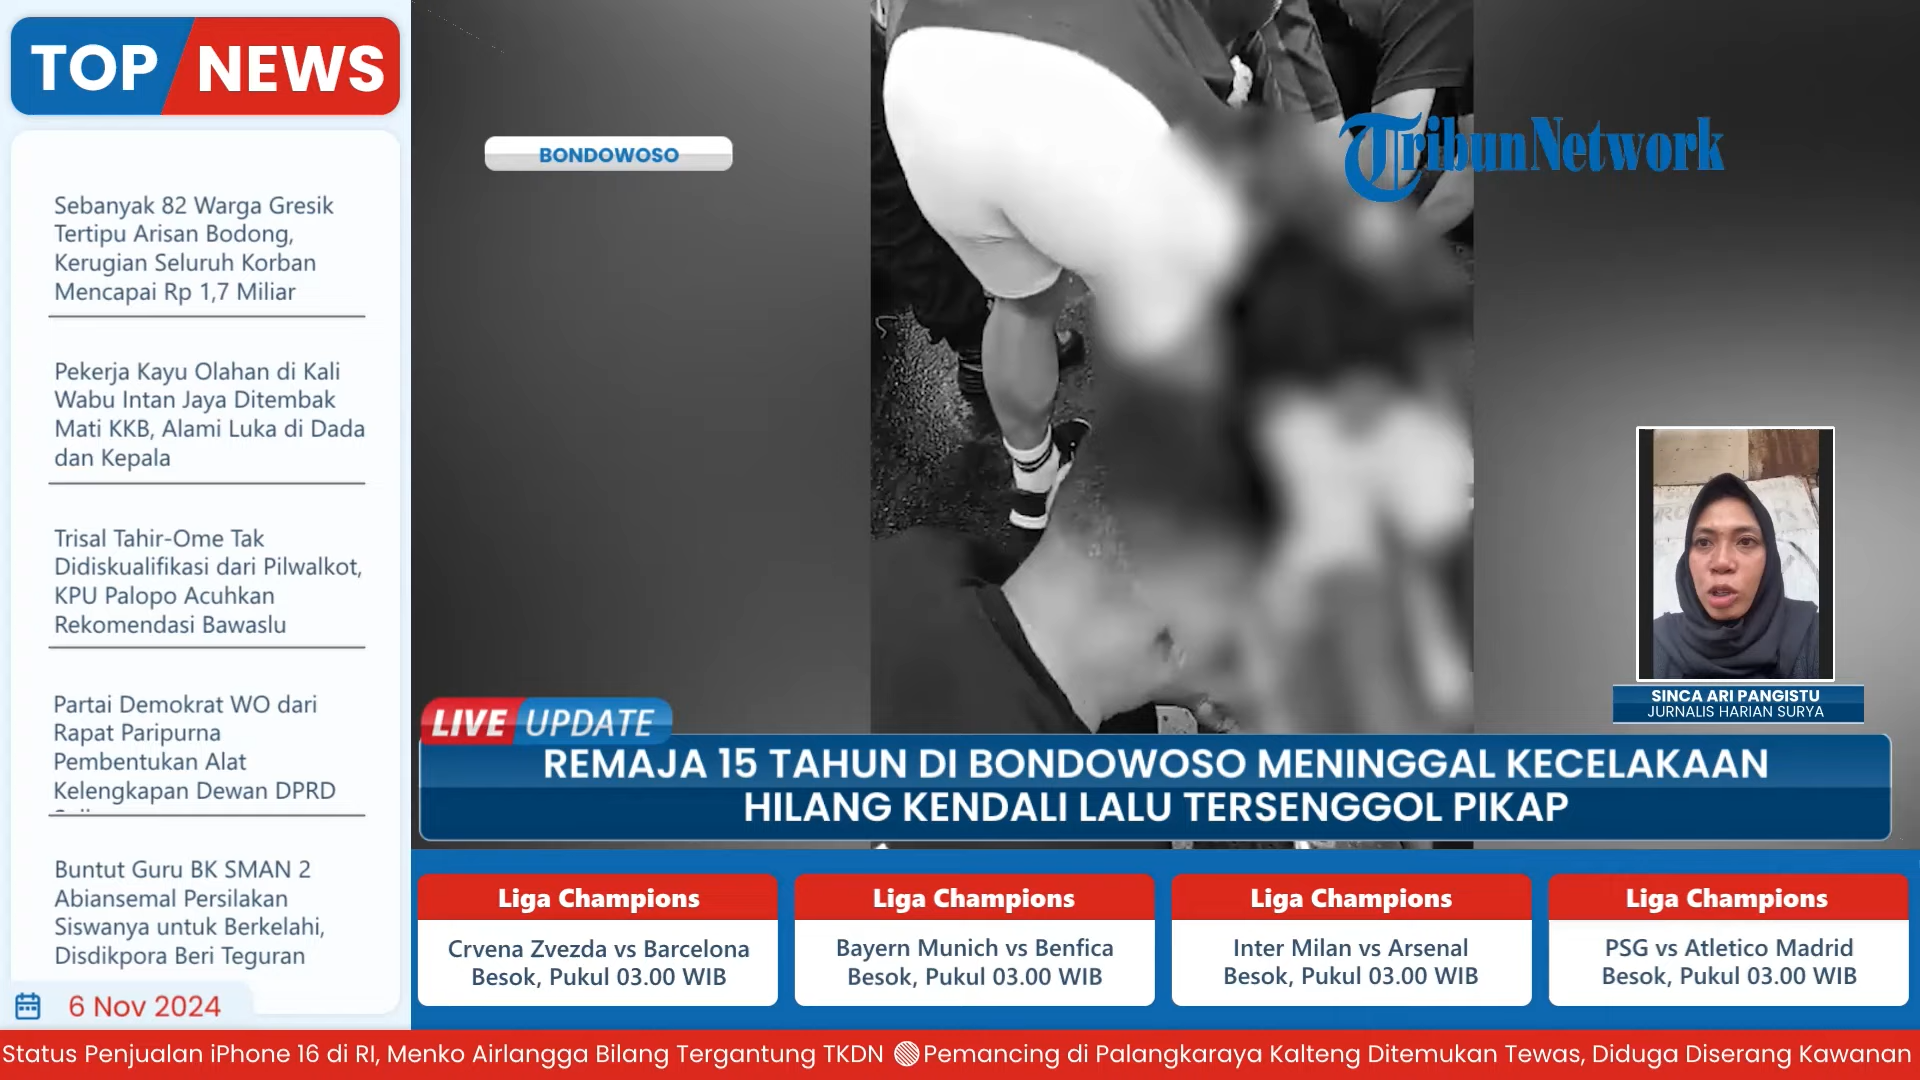 TOP NEWS
Sebanyak 82 Warga Gresik
Tertipu Arisan Bodong,
Kerugian Seluruh Korban
Mencapai Rp 1,7 Miliar
Pekerja Kayu Olahan di Kali
Wabu Intan Jaya Ditembak
Mati KKB, Alami Luka di Dada
dan Kepala
Trisal Tahir-Ome Tak
Didiskualifikasi dari Pilwalkot,
KPU Palopo Acuhkan
Rekomendasi Bawaslu
Partai Demokrat WO dari
Rapat Paripurna
Pembentukan Alat
Kelengkapan Dewan DPRD
Buntut Guru BK SMAN 2
Abiansemal Persilakan
Siswanya untuk Berkelahi,
Disdikpora Beri Teguran
6 Nov 2024
BONDOWOSO
TribunNetwork
SINCA ARI PANGISTU
JURNALIS HARIAN SURYA
LIVE UPDATE
REMAJA 15 TAHUN DI BONDOWOSO MENINGGAL KECELAKAAN
HILANG KENDALI LALU TERSENGGOL PIKAP
Liga Champions
Crvena Zvezda vs Barcelona
Besok, Pukul 03.00 WIB
Liga Champions
Bayern Munich vs Benfica
Besok, Pukul 03.00 WIB
Liga Champions
Inter Milan vs Arsenal
Besok, Pukul 03.00 WIB
Liga Champions
PSG vs Atletico Madrid
Besok, Pukul 03.00 WIB
Status Penjualan iPhone 16 di RI, Menko Airlangga Bilang Tergantung TKDN Pemancing di Palangkaraya Kalteng Ditemukan Tewas, Diduga Diserang Kawanan